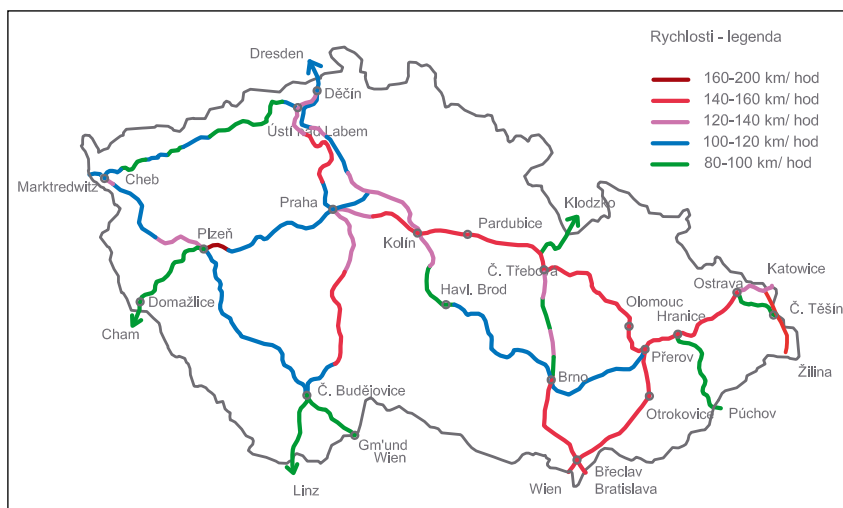 Rychlosti - legenda
160-200 km/ hod
140-160 km/ hod
120-140 km/ hod
100-120 km/ hod
80-100 km/ hod
Dresden
Děčín
Ústí nad Labem
Marktredwitz
Cheb
Praha
Plzeň
Kolín
Pardubice
Klodzko
Č. Třebová
Havl. Brod
Domažlice
Cham
Olomouc
Hranice
Ostrava
Katowice
Č. Těšín
Přerov
Žilina
Č. Budějovice
Brno
Otrokovice
Púchov
Gm'und
Wien
Linz
Wien
Břeclav
Bratislava